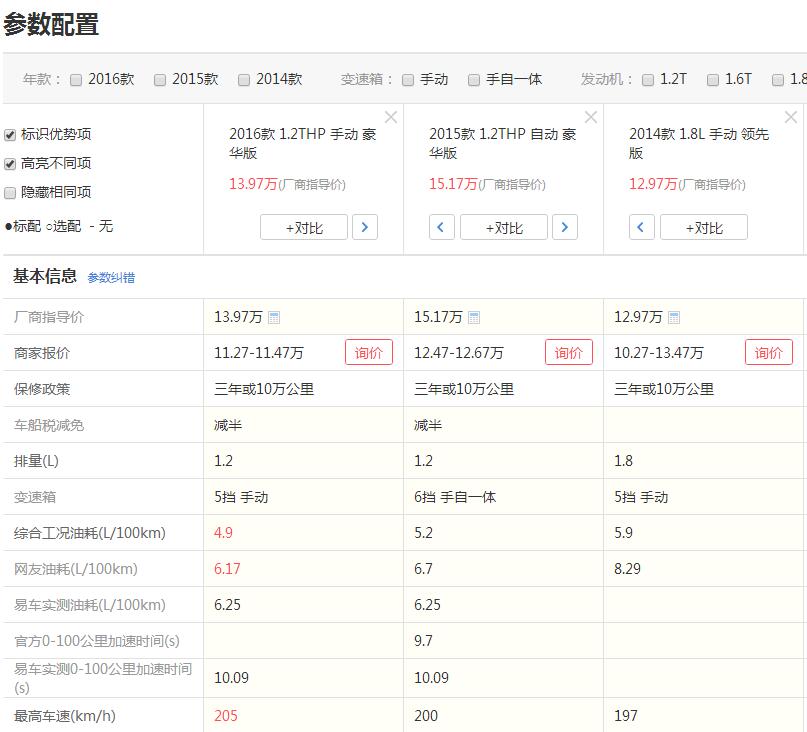 参数配置
年款： 2016款 2015款 2014款 变速箱： 手动 手自一体 发动机： 1.2T 1.6T 1.8
标识优势项
高亮不同项
隐藏相同项
●标配 ○选配 - 无
2016款 1.2THP 手动 豪
华版
13.97万(厂商指导价)
+对比
2015款 1.2THP 自动 豪
华版
15.17万(厂商指导价)
+对比
2014款 1.8L 手动 领先
版
12.97万(厂商指导价)
+对比
基本信息 参数纠错
厂商指导价 13.97万 15.17万 12.97万
商家报价 11.27-11.47万 询价 12.47-12.67万 询价 10.27-13.47万 询价
保修政策 三年或10万公里 三年或10万公里 三年或10万公里
车船税减免 减半 减半
排量(L) 1.2 1.2 1.8
变速箱 5挡 手动 6挡 手自一体 5挡 手动
综合工况油耗(L/100km) 4.9 5.2 5.9
网友油耗(L/100km) 6.17 6.7 8.29
易车实测油耗(L/100km) 6.25 6.25
官方0-100公里加速时间(s) 9.7
易车实测0-100公里加速时间
(s) 10.09 10.09
最高车速(km/h) 205 200 197